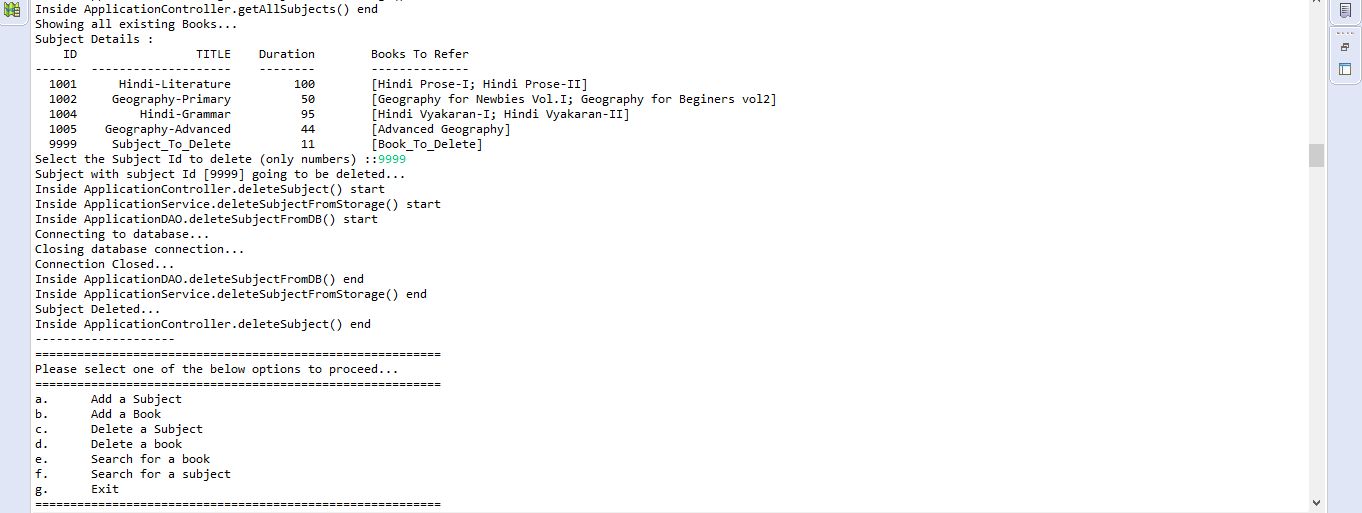 Inside ApplicationController.getAllSubjects() end
Showing all existing Books...
Subject Details :
    ID                 TITLE    Duration        Books To Refer
------  --------------------    --------        --------------
  1001      Hindi-Literature         100        [Hindi Prose-I; Hindi Prose-II]
  1002     Geography-Primary          50        [Geography for Newbies Vol.I; Geography for Beginers vol2]
  1004         Hindi-Grammar          95        [Hindi Vyakaran-I; Hindi Vyakaran-II]
  1005    Geography-Advanced          44        [Advanced Geography]
  9999     Subject_To_Delete          11        [Book_To_Delete]
Select the Subject Id to delete (only numbers) ::9999
Subject with subject Id [9999] going to be deleted...
Inside ApplicationController.deleteSubject() start
Inside ApplicationService.deleteSubjectFromStorage() start
Inside ApplicationDAO.deleteSubjectFromDB() start
Connecting to database...
Closing database connection...
Connection Closed...
Inside ApplicationDAO.deleteSubjectFromDB() end
Inside ApplicationService.deleteSubjectFromStorage() end
Subject Deleted...
Inside ApplicationController.deleteSubject() end
--------------------
==========================================================
Please select one of the below options to proceed...
==========================================================
a.      Add a Subject
b.      Add a Book
c.      Delete a Subject
d.      Delete a book
e.      Search for a book
f.      Search for a subject
g.      Exit
==========================================================